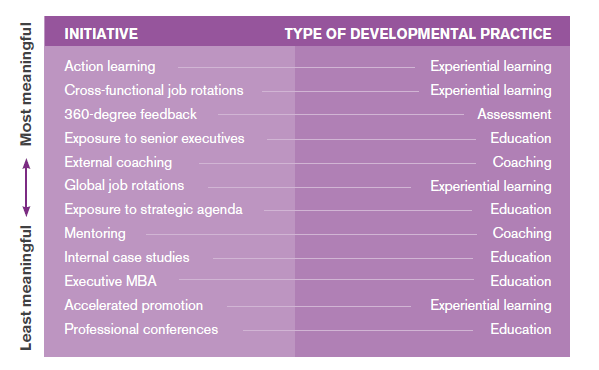 INITIATIVE TYPE OF DEVELOPMENTAL PRACTICE
Action learning Experiential learning
Cross-functional job rotations Experiential learning
360-degree feedback Assessment
Exposure to senior executives Education
External coaching Coaching
Global job rotations Experiential learning
Exposure to strategic agenda Education
Mentoring Coaching
Internal case studies Education
Executive MBA Education
Accelerated promotion Experiential learning
Professional conferences Education
Most meaningful
Least meaningful